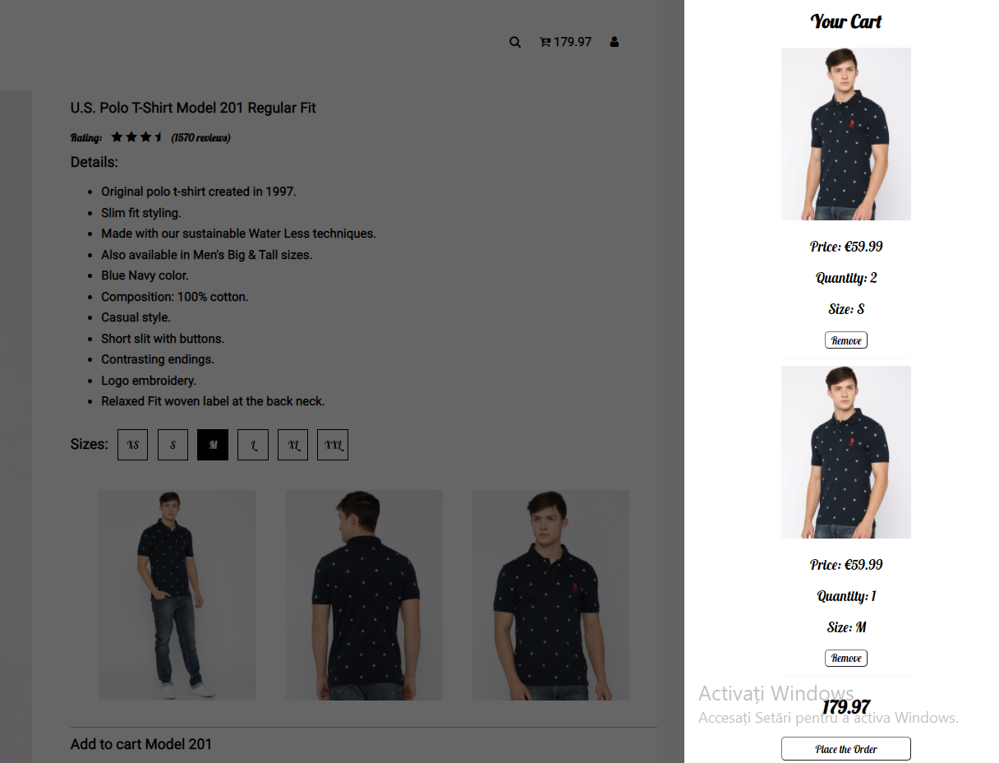 179.97
U.S. Polo T-Shirt Model 201 Regular Fit
Rating: (1570 reviews)
Details:
Original polo t-shirt created in 1997.
Slim fit styling.
Made with our sustainable Water Less techniques.
Also available in Men's Big & Tall sizes.
Blue Navy color.
Composition: 100% cotton.
Casual style.
Short slit with buttons.
Contrasting endings.
Logo embroidery.
Relaxed Fit woven label at the back neck.
Sizes: XS S M L XL XXL
Add to cart Model 201
Your Cart
Price: €59.99
Quantity: 2
Size: S
Remove
Price: €59.99
Quantity: 1
Size: M
Remove
Activați Windows
179.97
Accesați Setări pentru a activa Windows.
Place the Order